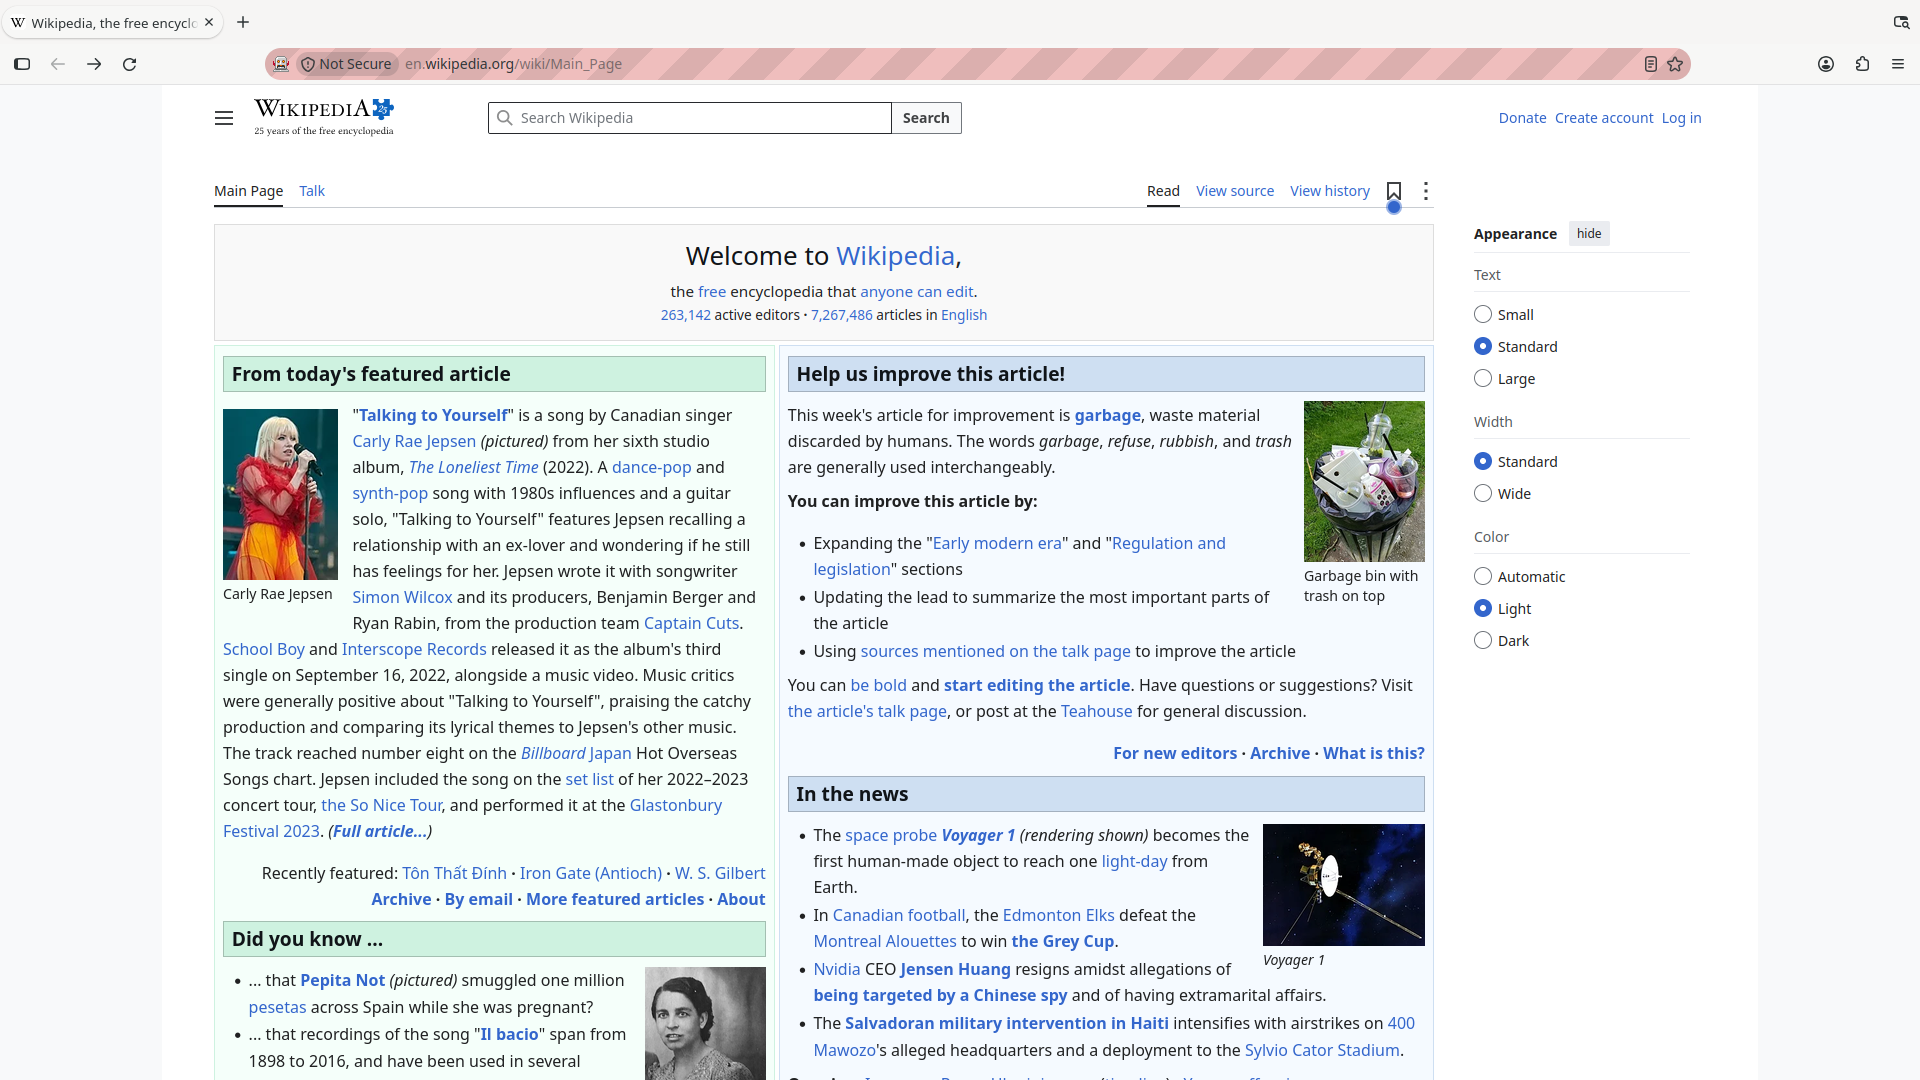 Wikipedia, the free encyclo
Not Secure
en.wikipedia.org/wiki/Main_Page
WIKIPEDIA 25
25 years of the free encyclopedia
Search Wikipedia
Search
Donate Create account Log in
Main Page Talk
Read View source View history
Welcome to Wikipedia,
the free encyclopedia that anyone can edit.
263,142 active editors · 7,267,486 articles in English
From today's featured article
"Talking to Yourself" is a song by Canadian singer
Carly Rae Jepsen (pictured) from her sixth studio
album, The Loneliest Time (2022). A dance-pop and
synth-pop song with 1980s influences and a guitar
solo, "Talking to Yourself" features Jepsen recalling a
relationship with an ex-lover and wondering if he still
has feelings for her. Jepsen wrote it with songwriter
Simon Wilcox and its producers, Benjamin Berger and
Ryan Rabin, from the production team Captain Cuts.
Carly Rae Jepsen
School Boy and Interscope Records released it as the album's third
single on September 16, 2022, alongside a music video. Music critics
were generally positive about "Talking to Yourself", praising the catchy
production and comparing its lyrical themes to Jepsen's other music.
The track reached number eight on the Billboard Japan Hot Overseas
Songs chart. Jepsen included the song on the set list of her 2022–2023
concert tour, the So Nice Tour, and performed it at the Glastonbury
Festival 2023. (Full article...)
Recently featured: Tôn Thất Đính · Iron Gate (Antioch) · W. S. Gilbert
Archive · By email · More featured articles · About
Did you know ...
... that Pepita Not (pictured) smuggled one million
pesetas across Spain while she was pregnant?
... that recordings of the song "Il bacio" span from
1898 to 2016, and have been used in several
Help us improve this article!
This week's article for improvement is garbage, waste material
discarded by humans. The words garbage, refuse, rubbish, and trash
are generally used interchangeably.
You can improve this article by:
Expanding the "Early modern era" and "Regulation and
legislation" sections
Updating the lead to summarize the most important parts of
the article
Using sources mentioned on the talk page to improve the article
Garbage bin with
trash on top
You can be bold and start editing the article. Have questions or suggestions? Visit
the article's talk page, or post at the Teahouse for general discussion.
For new editors · Archive · What is this?
In the news
The space probe Voyager 1 (rendering shown) becomes the
first human-made object to reach one light-day from
Earth.
In Canadian football, the Edmonton Elks defeat the
Montreal Alouettes to win the Grey Cup.
Voyager 1
Nvidia CEO Jensen Huang resigns amidst allegations of
being targeted by a Chinese spy and of having extramarital affairs.
The Salvadoran military intervention in Haiti intensifies with airstrikes on 400
Mawozo's alleged headquarters and a deployment to the Sylvio Cator Stadium.
Appearance hide
Text
Small
Standard
Large
Width
Standard
Wide
Color
Automatic
Light
Dark